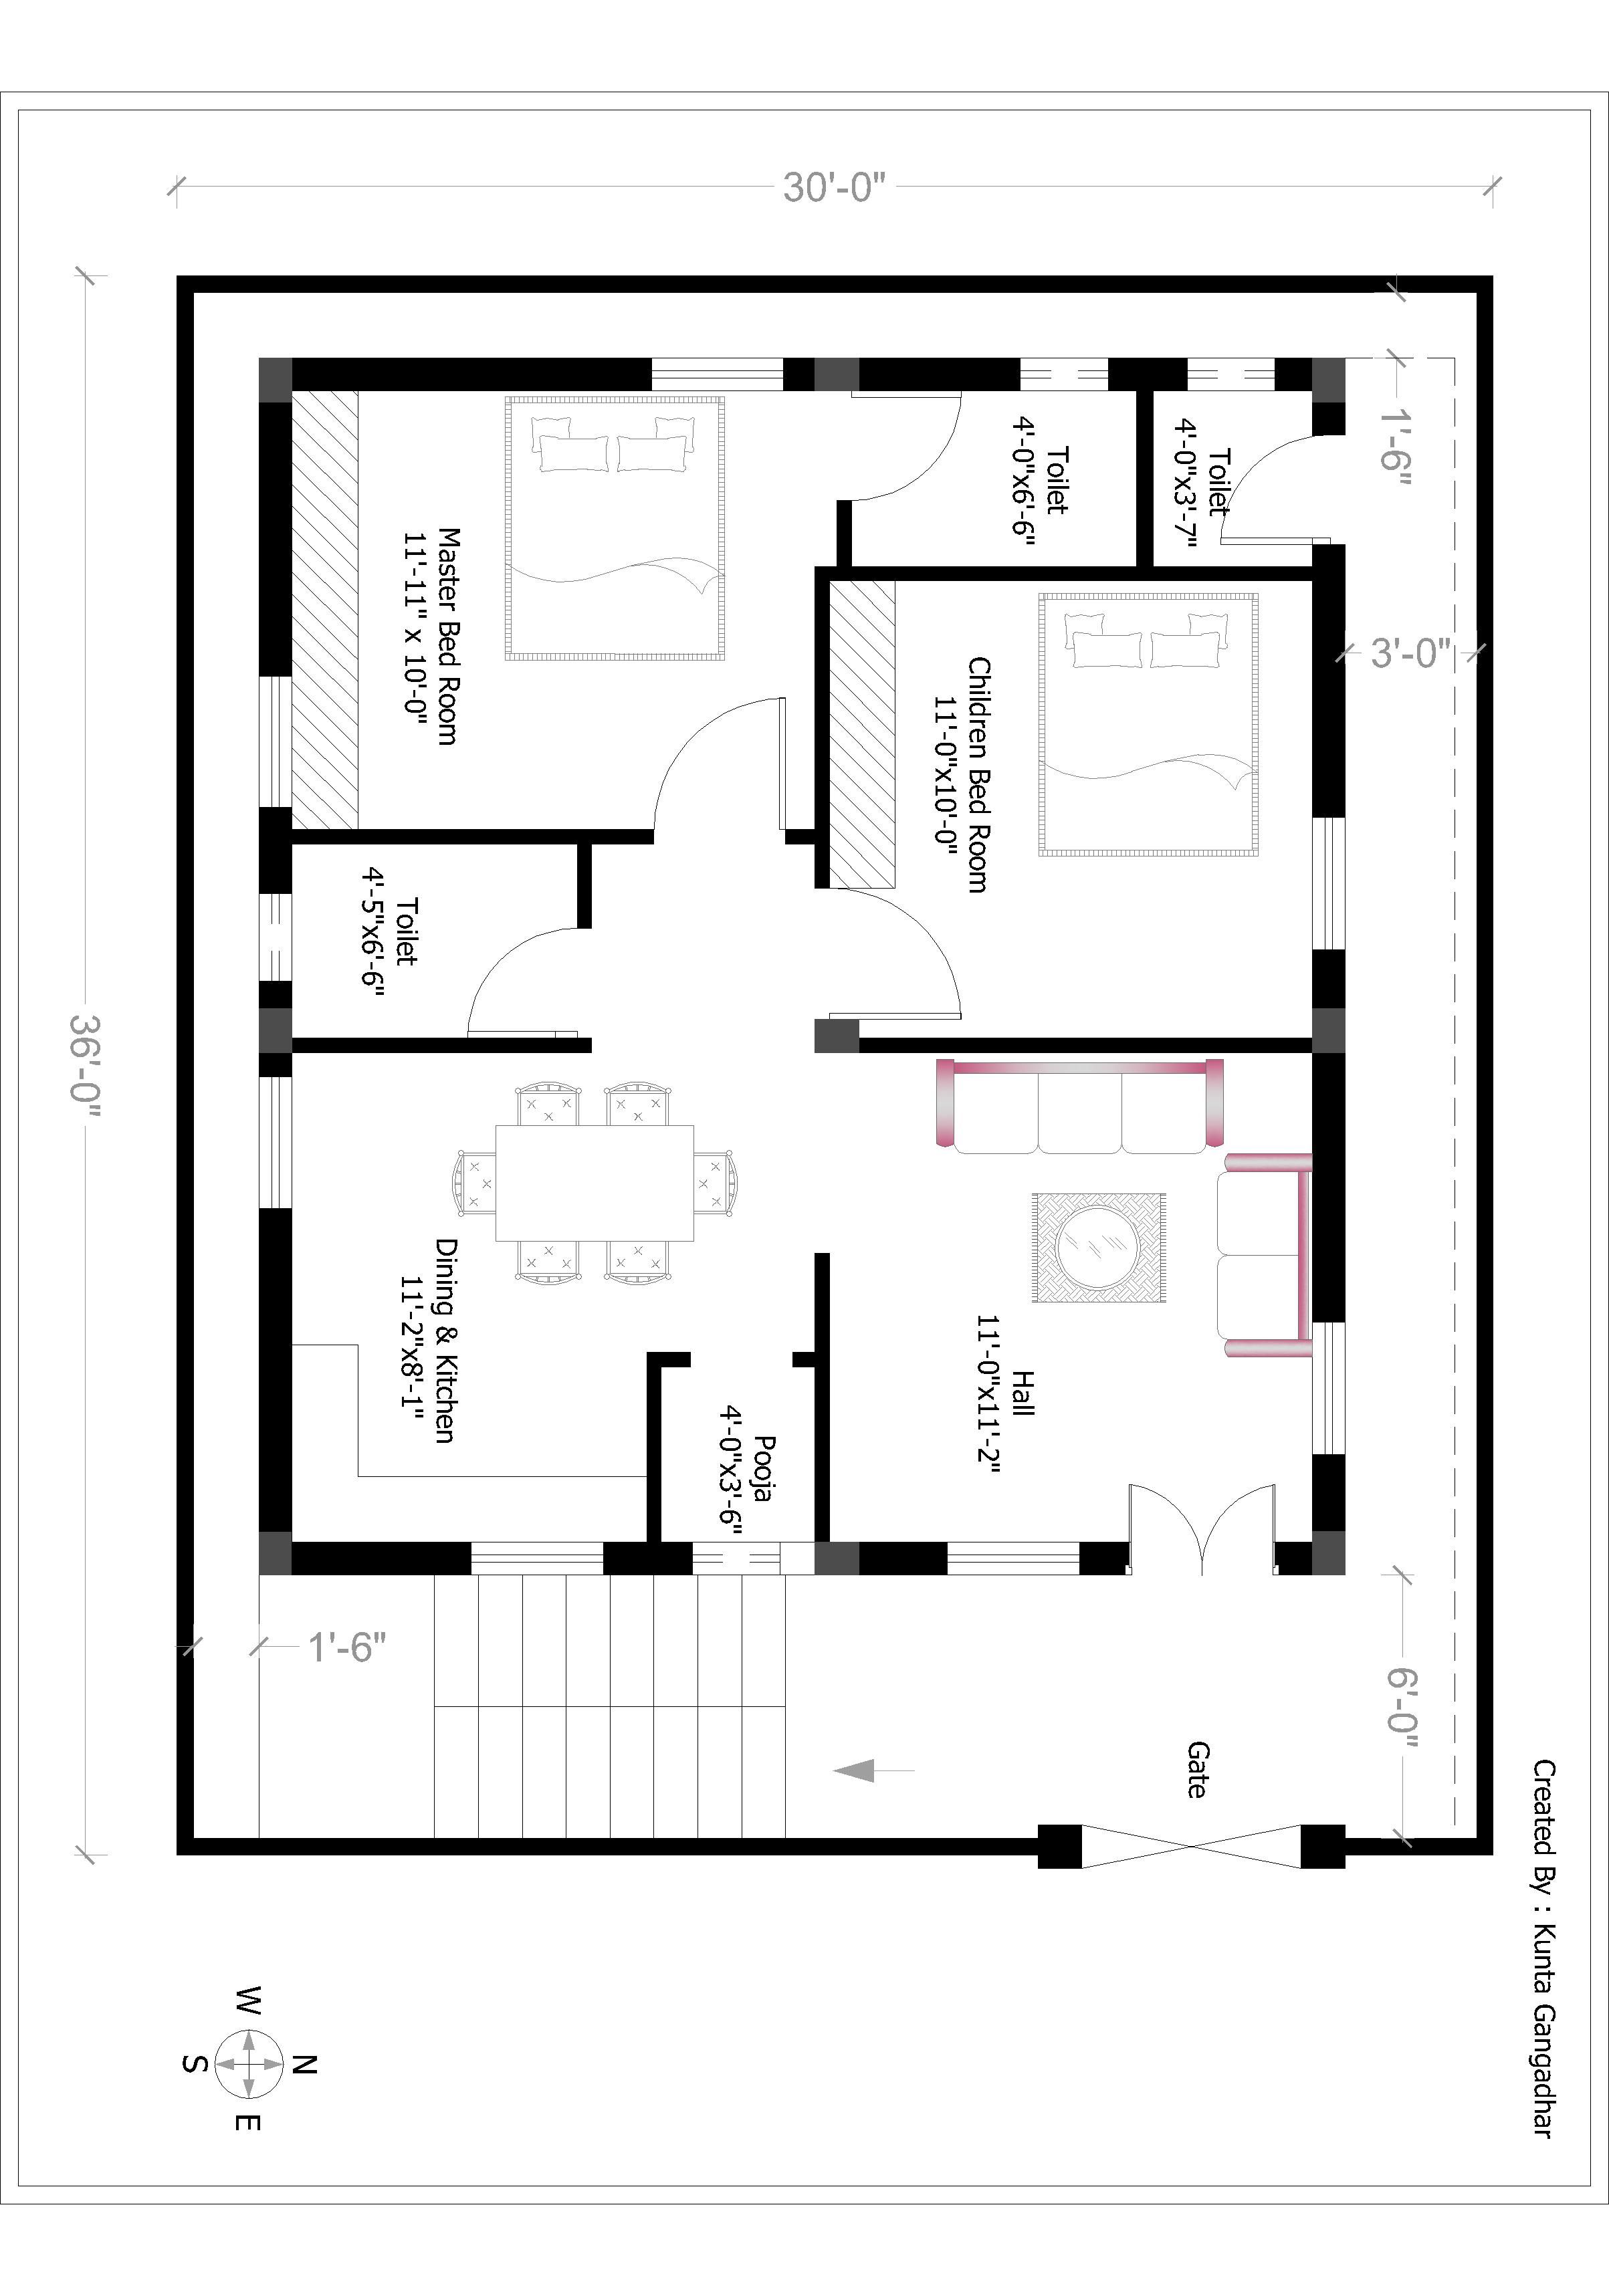 Created By : Kunta Gangadhar
1'-6"
3'-0"
6'-0"
Toilet
4'-0"x3'-7"
Gate
Toilet
4'-0"x6'-6"
Hall
11'-0"x11'-2"
Children Bed Room
11'-0"x10'-0"
30'-0"
Pooja
4'-0"x3'-6"
Master Bed Room
11'-11" x 10'-0"
Dining & Kitchen
11'-2"x8'-1"
Toilet
4'-5"x6'-6"
1'-6"
N
W E
S
36'-0"